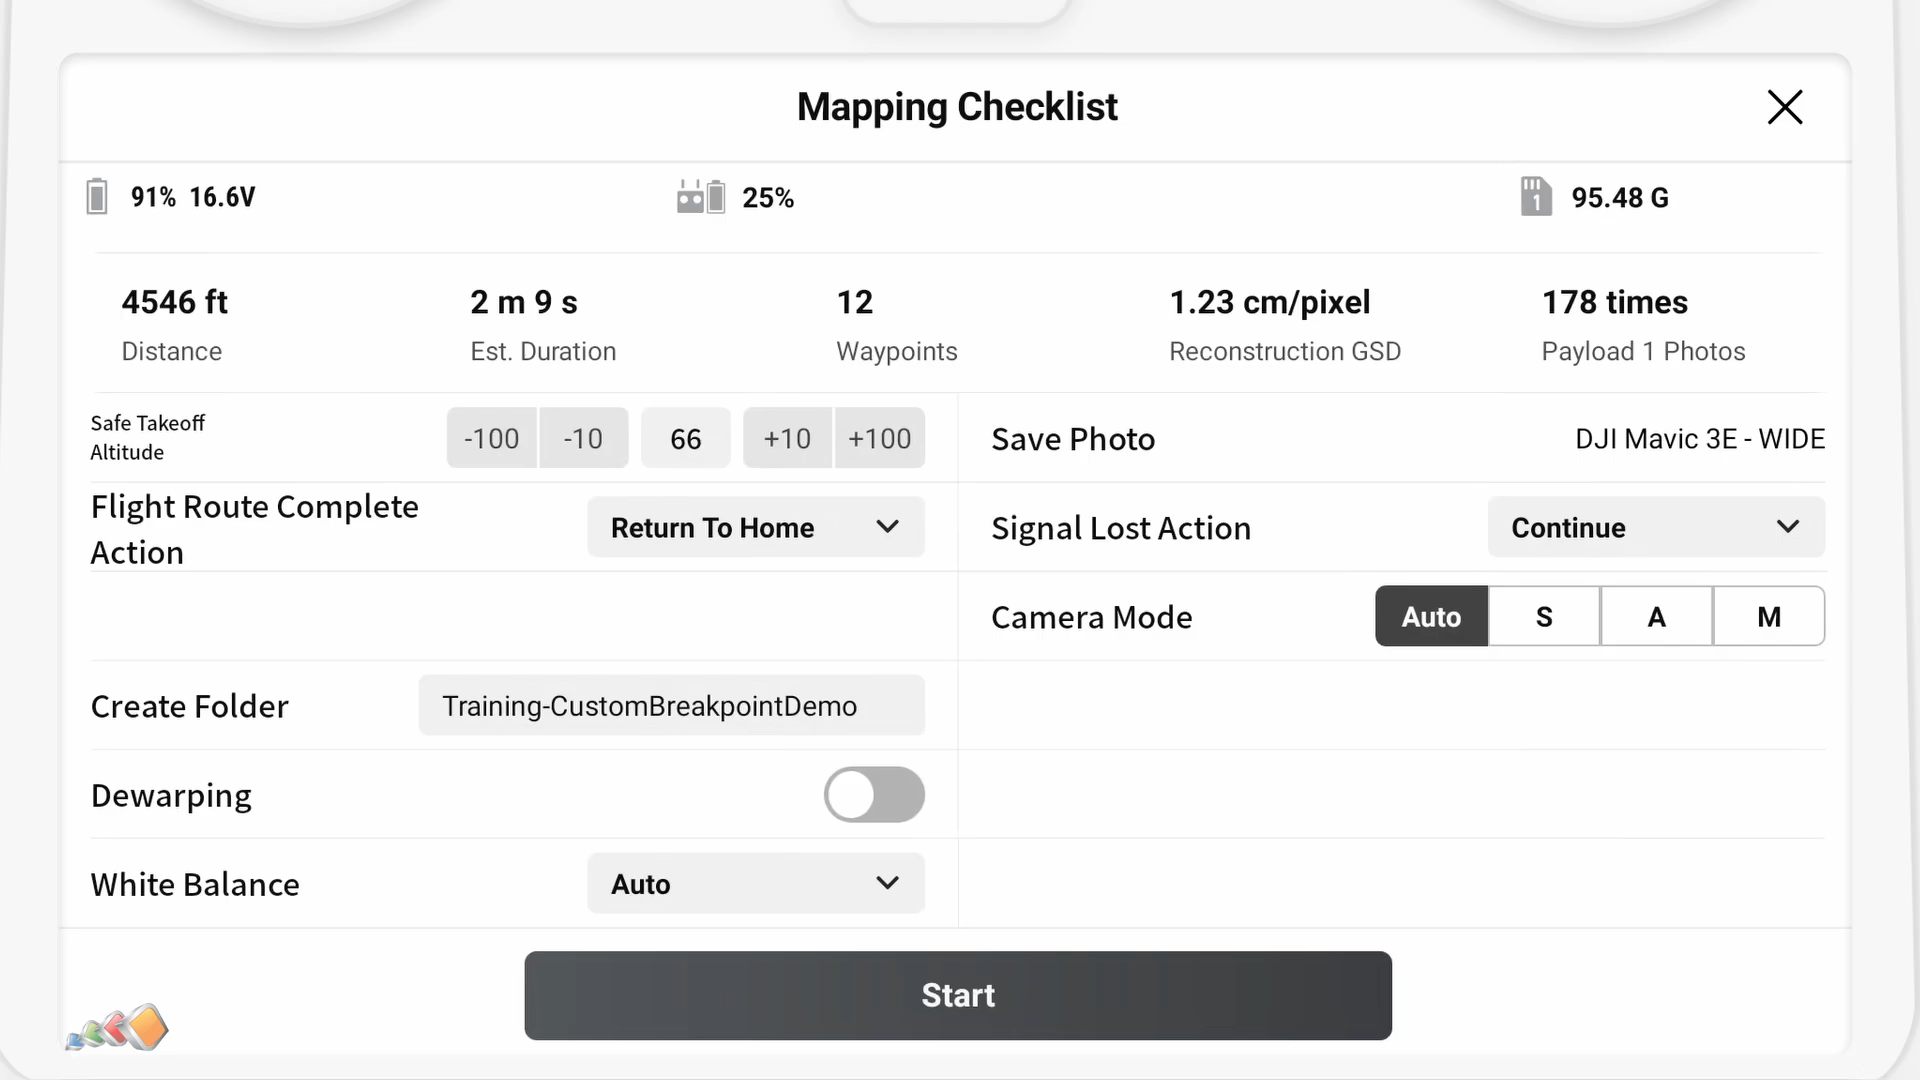 Mapping Checklist
91% 16.6V
25%
1
95.48 G
4546 ft
2 m 9 s
12
1.23 cm/pixel
178 times
Distance
Est. Duration
Waypoints
Reconstruction GSD
Payload 1 Photos
Safe Takeoff
Altitude
-100
-10
66
+10
+100
Save Photo
DJI Mavic 3E - WIDE
Flight Route Complete
Action
Return To Home
Signal Lost Action
Continue
Camera Mode
Auto
S
A
M
Create Folder
Training-CustomBreakpointDemo
Dewarping
White Balance
Auto
Start